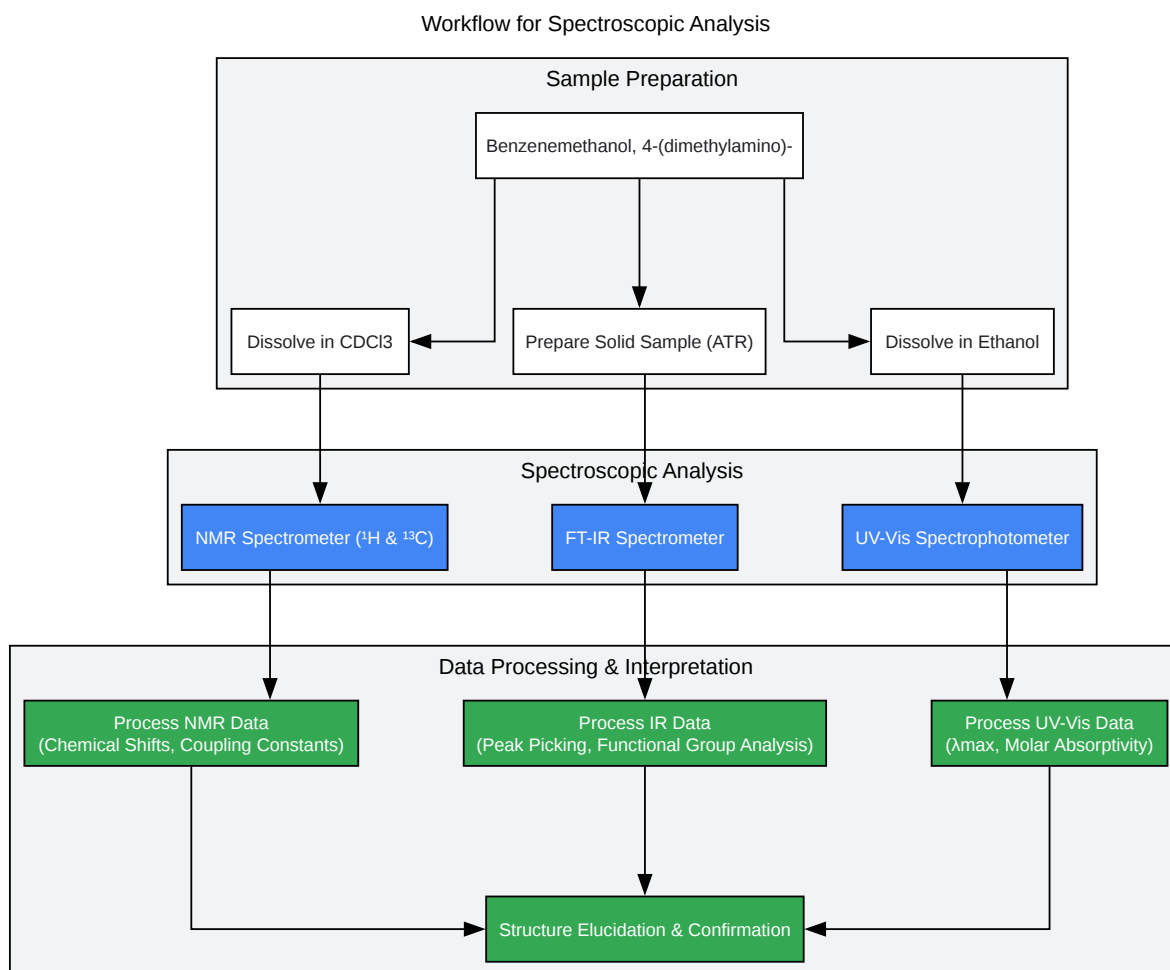 Workflow for Spectroscopic Analysis
Sample Preparation
Benzenemethanol, 4-(dimethylamino)-
Dissolve in CDCl3
Prepare Solid Sample (ATR)
Dissolve in Ethanol
Spectroscopic Analysis
NMR Spectrometer (¹H & ¹³C)
FT-IR Spectrometer
UV-Vis Spectrophotometer
Data Processing & Interpretation
Process NMR Data
(Chemical Shifts, Coupling Constants)
Process IR Data
(Peak Picking, Functional Group Analysis)
Process UV-Vis Data
(λmax, Molar Absorptivity)
Structure Elucidation & Confirmation